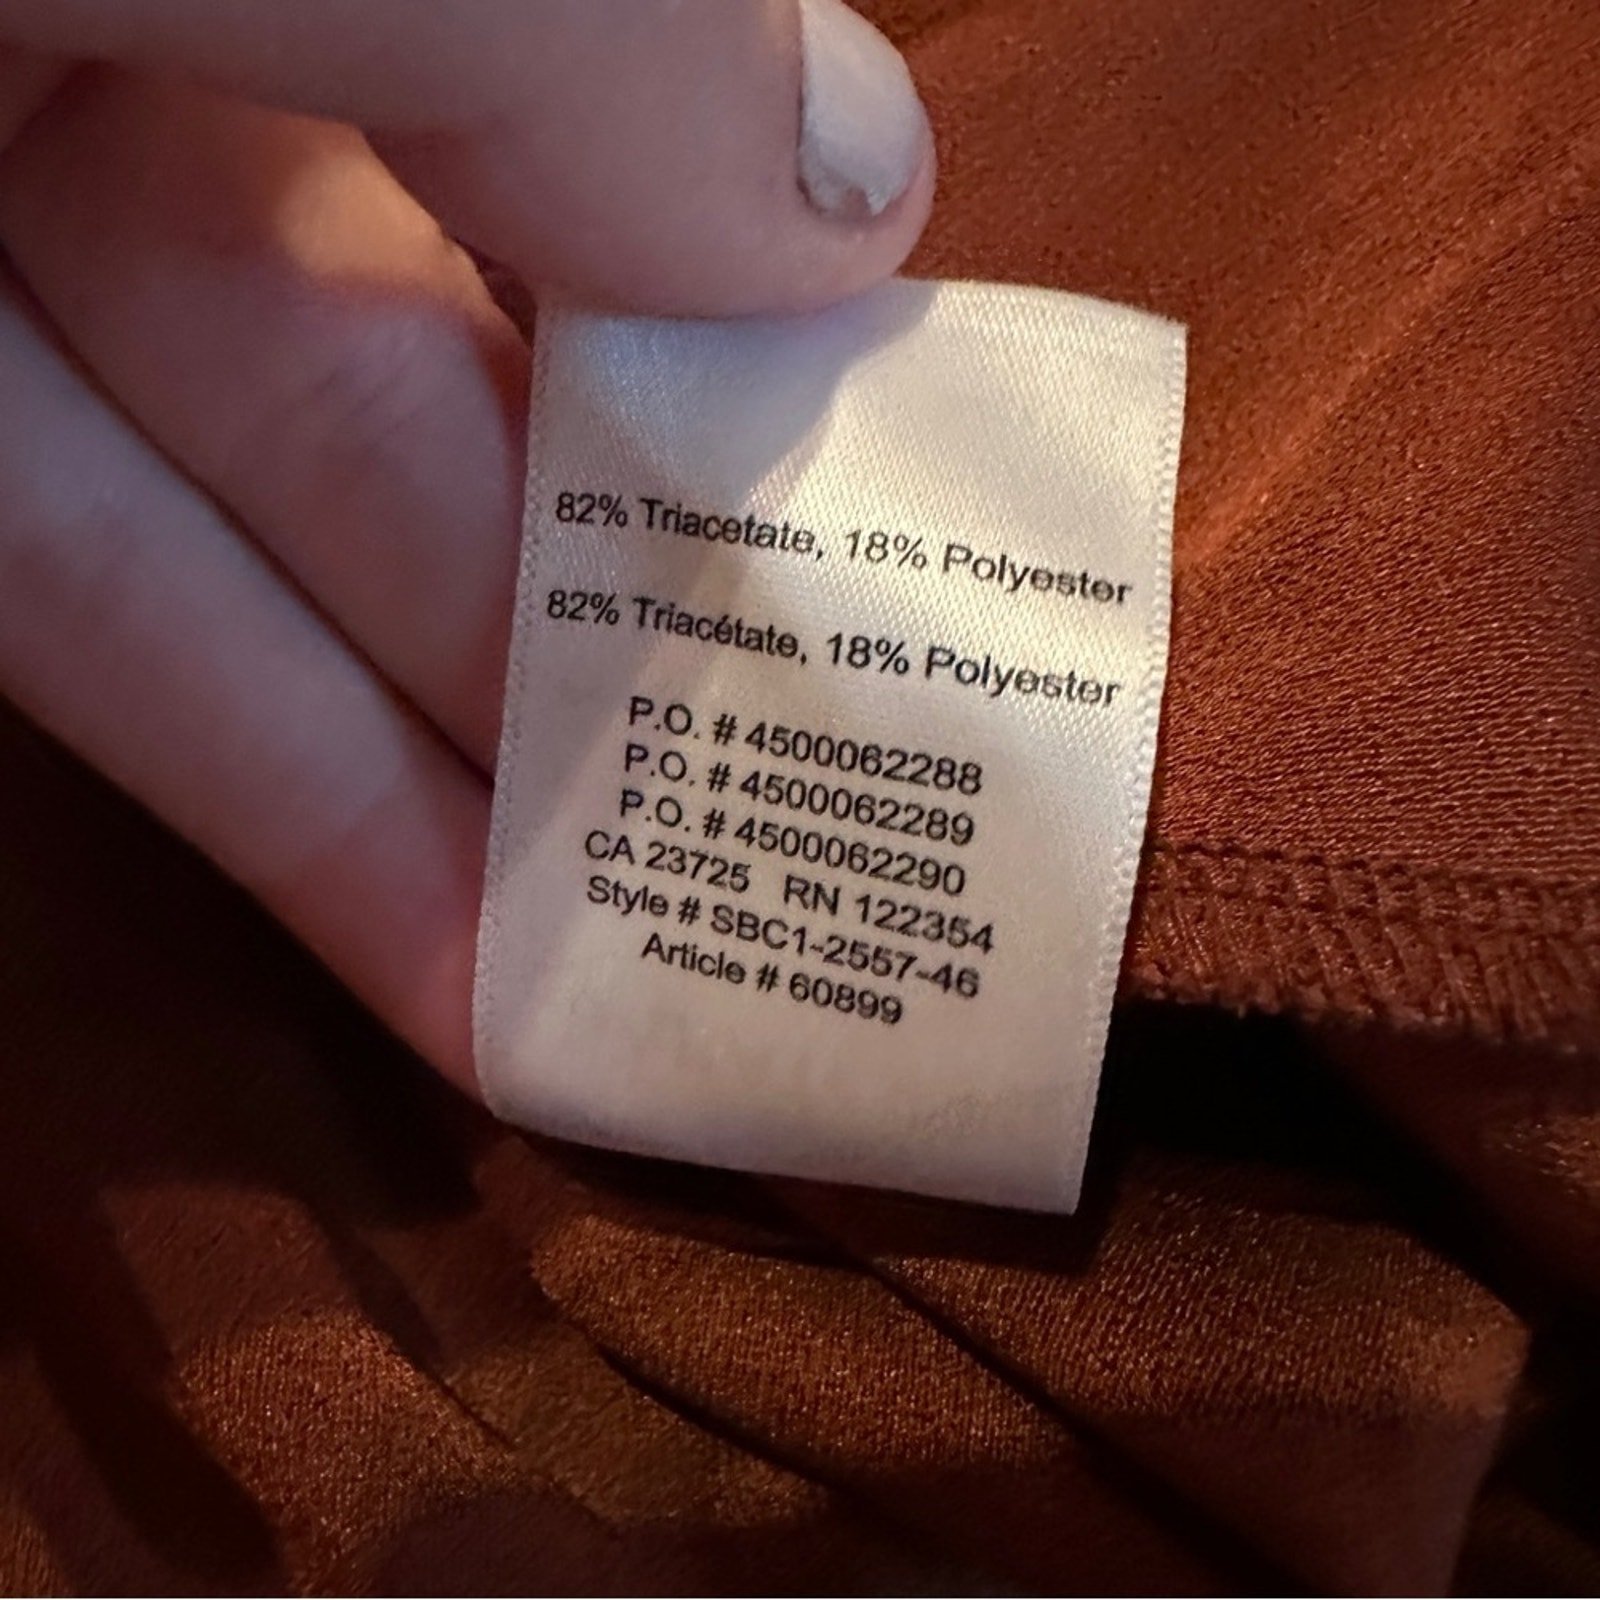 82% Triacetate, 18% Polyester
82% Triacétate, 18% Polyester
P.O. # 4500062288
P.O. # 4500062289
P.O. # 4500062290
CA 23725 RN 122354
Style # SBC1-2557-46
Article # 60899